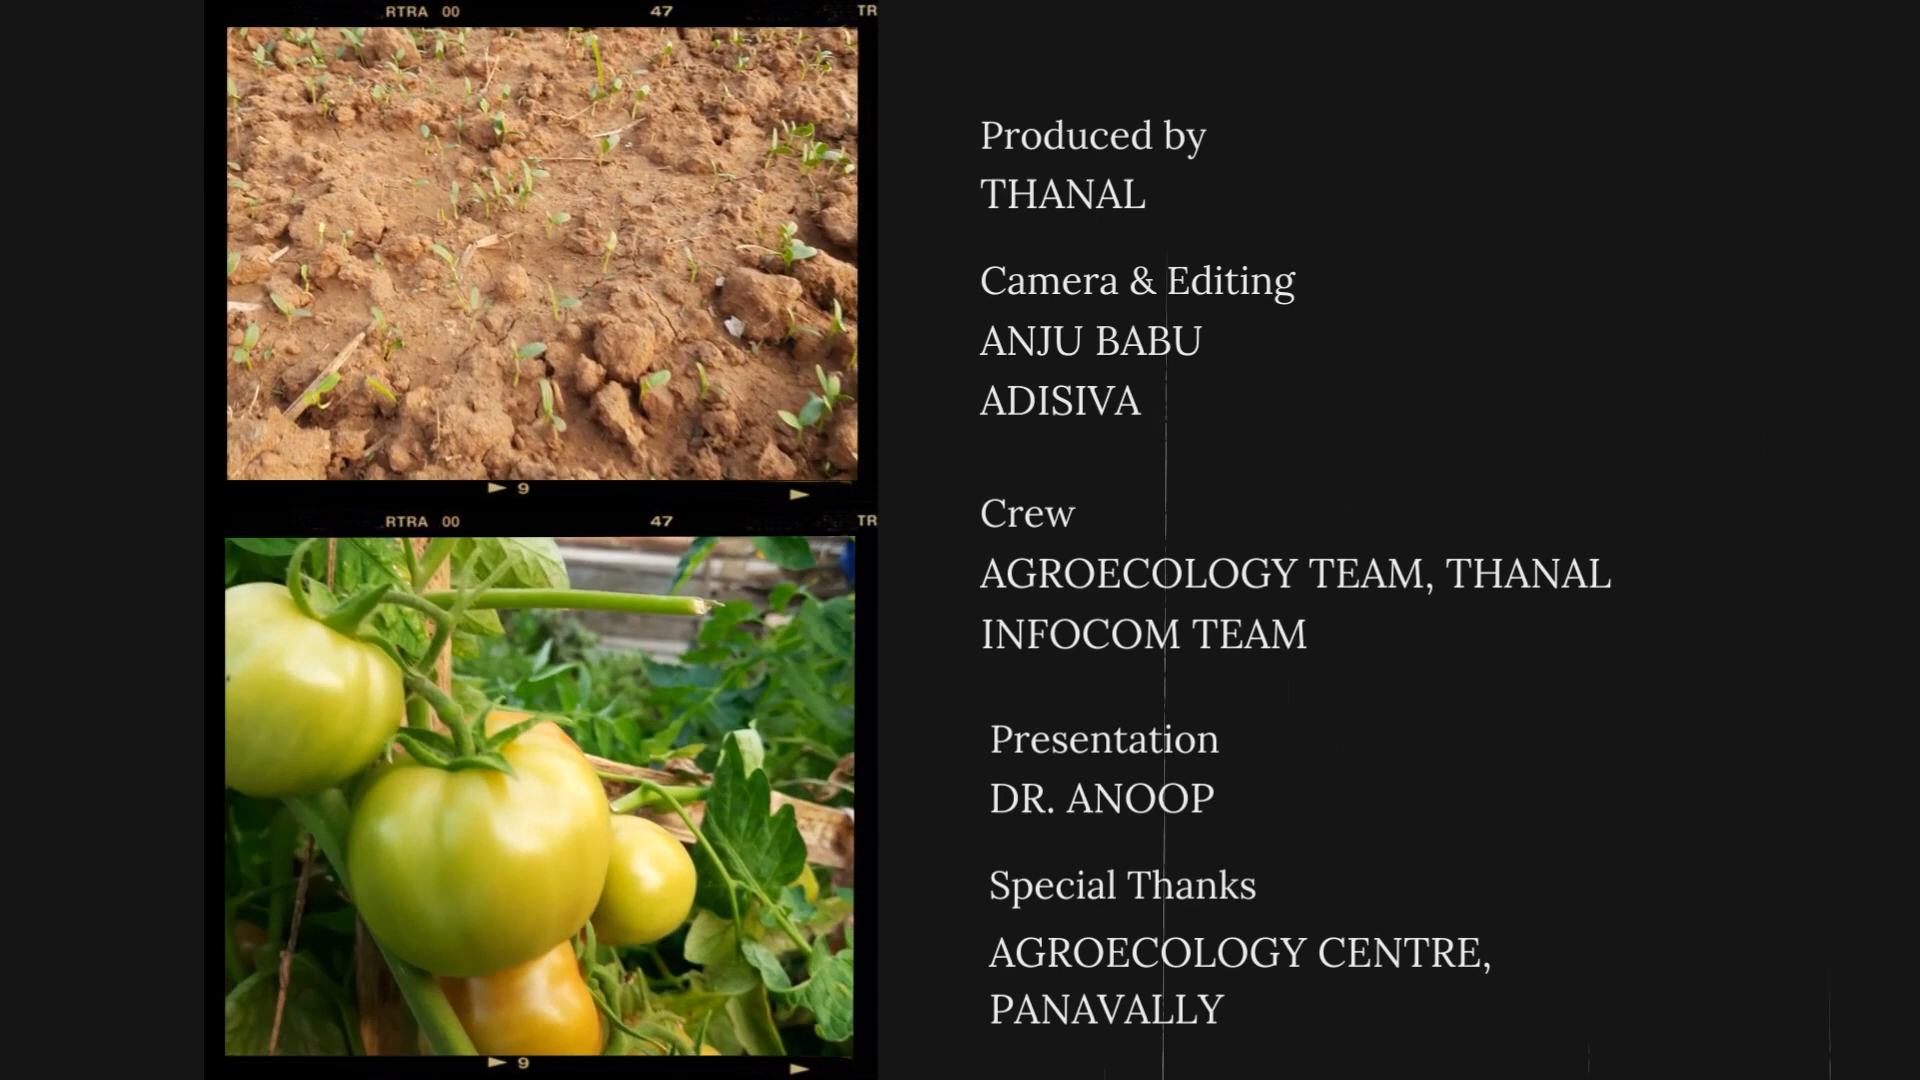 RTRA 00 47 TR
9
RTRA 00 47 TR
9
Produced by
THANAL
Camera & Editing
ANJU BABU
ADISIVA
Crew
AGROECOLOGY TEAM, THANAL
INFOCOM TEAM
Presentation
DR. ANOOP
Special Thanks
AGROECOLOGY CENTRE,
PANAVALLY